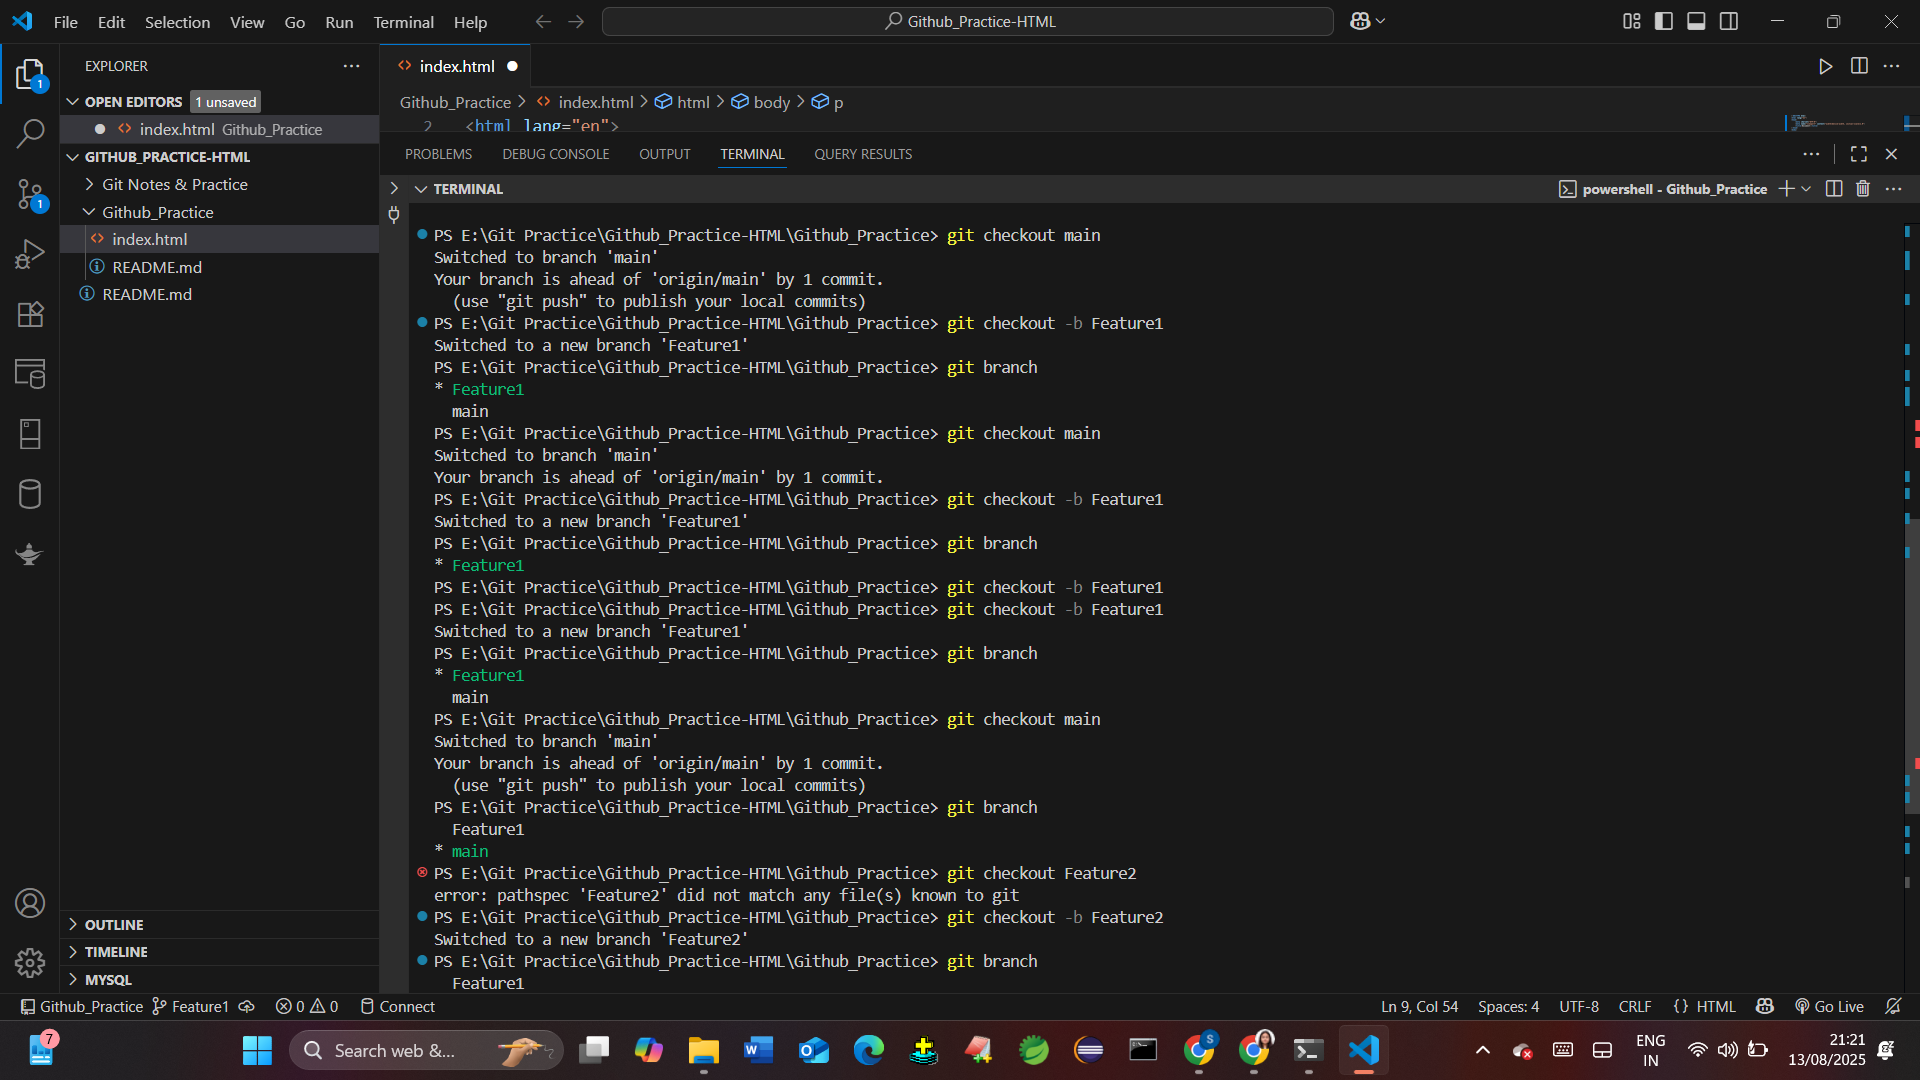 File Edit Selection View Go Run Terminal Help
Github_Practice-HTML
EXPLORER
1
OPEN EDITORS 1 unsaved
index.html Github_Practice
GITHUB_PRACTICE-HTML
Git Notes & Practice
Github_Practice
index.html
README.md
README.md
1
OUTLINE
TIMELINE
MYSQL
index.html
Github_Practice > index.html > html > body > p
2 <html lang="en">
PROBLEMS DEBUG CONSOLE OUTPUT TERMINAL QUERY RESULTS
TERMINAL
powershell - Github_Practice
PS E:\Git Practice\Github_Practice-HTML\Github_Practice> git checkout main
Switched to branch 'main'
Your branch is ahead of 'origin/main' by 1 commit.
(use "git push" to publish your local commits)
PS E:\Git Practice\Github_Practice-HTML\Github_Practice> git checkout -b Feature1
Switched to a new branch 'Feature1'
PS E:\Git Practice\Github_Practice-HTML\Github_Practice> git branch
* Feature1
main
PS E:\Git Practice\Github_Practice-HTML\Github_Practice> git checkout main
Switched to branch 'main'
Your branch is ahead of 'origin/main' by 1 commit.
PS E:\Git Practice\Github_Practice-HTML\Github_Practice> git checkout -b Feature1
Switched to a new branch 'Feature1'
PS E:\Git Practice\Github_Practice-HTML\Github_Practice> git branch
* Feature1
PS E:\Git Practice\Github_Practice-HTML\Github_Practice> git checkout -b Feature1
PS E:\Git Practice\Github_Practice-HTML\Github_Practice> git checkout -b Feature1
Switched to a new branch 'Feature1'
PS E:\Git Practice\Github_Practice-HTML\Github_Practice> git branch
* Feature1
main
PS E:\Git Practice\Github_Practice-HTML\Github_Practice> git checkout main
Switched to branch 'main'
Your branch is ahead of 'origin/main' by 1 commit.
(use "git push" to publish your local commits)
PS E:\Git Practice\Github_Practice-HTML\Github_Practice> git branch
Feature1
* main
PS E:\Git Practice\Github_Practice-HTML\Github_Practice> git checkout Feature2
error: pathspec 'Feature2' did not match any file(s) known to git
PS E:\Git Practice\Github_Practice-HTML\Github_Practice> git checkout -b Feature2
Switched to a new branch 'Feature2'
PS E:\Git Practice\Github_Practice-HTML\Github_Practice> git branch
Feature1
Github_Practice Feature1 0 0 Connect
Ln 9, Col 54 Spaces: 4 UTF-8 CRLF {} HTML Go Live
7
Search web &...
S
ENG
IN
21:21
13/08/2025